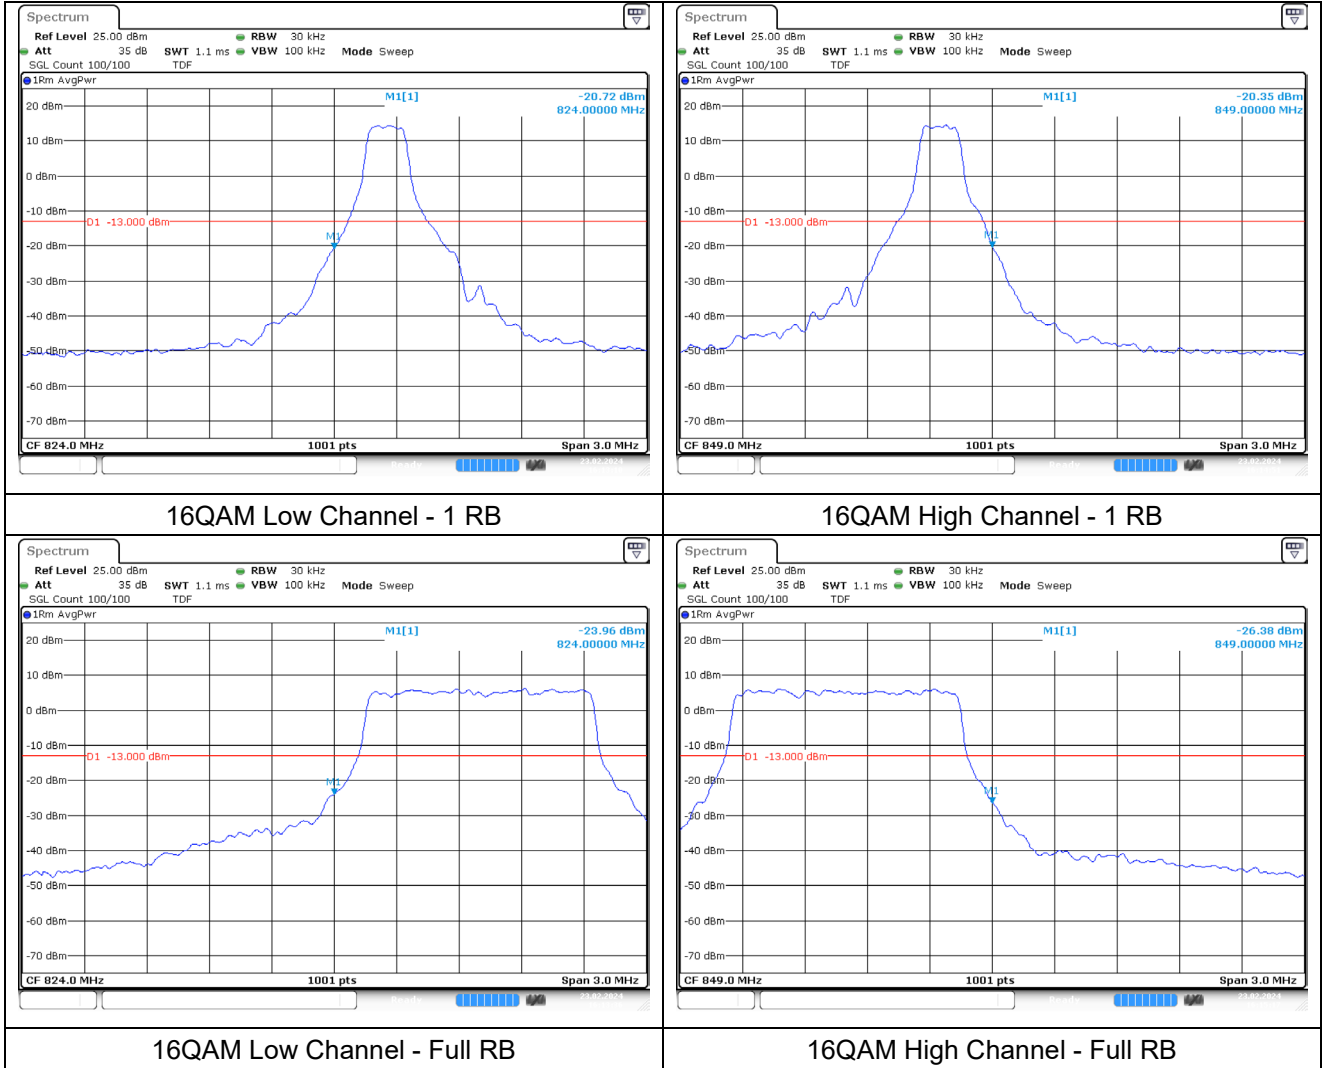 Spectrum
Ref Level 25.00 dBm RBW 30 kHz
Att 35 dB SWT 1.1 ms VBW 100 kHz Mode Sweep
SGL Count 100/100 TDF
1Rm AvgPwr
M1[1] -20.72 dBm
824.00000 MHz
20 dBm
10 dBm
0 dBm
-10 dBm
D1 -13.000 dBm
M1
-20 dBm
-30 dBm
-40 dBm
-50 dBm
-60 dBm
-70 dBm
CF 824.0 MHz 1001 pts Span 3.0 MHz
Ready 23.02.2024
16QAM Low Channel - 1 RB
Spectrum
Ref Level 25.00 dBm RBW 30 kHz
Att 35 dB SWT 1.1 ms VBW 100 kHz Mode Sweep
SGL Count 100/100 TDF
1Rm AvgPwr
M1[1] -20.35 dBm
849.00000 MHz
20 dBm
10 dBm
0 dBm
-10 dBm
D1 -13.000 dBm
M1
-20 dBm
-30 dBm
-40 dBm
-50 dBm
-60 dBm
-70 dBm
CF 849.0 MHz 1001 pts Span 3.0 MHz
Ready 23.02.2024
16QAM High Channel - 1 RB
Spectrum
Ref Level 25.00 dBm RBW 30 kHz
Att 35 dB SWT 1.1 ms VBW 100 kHz Mode Sweep
SGL Count 100/100 TDF
1Rm AvgPwr
M1[1] -23.96 dBm
824.00000 MHz
20 dBm
10 dBm
0 dBm
-10 dBm
D1 -13.000 dBm
M1
-20 dBm
-30 dBm
-40 dBm
-50 dBm
-60 dBm
-70 dBm
CF 824.0 MHz 1001 pts Span 3.0 MHz
Ready 23.02.2024
16QAM Low Channel - Full RB
Spectrum
Ref Level 25.00 dBm RBW 30 kHz
Att 35 dB SWT 1.1 ms VBW 100 kHz Mode Sweep
SGL Count 100/100 TDF
1Rm AvgPwr
M1[1] -26.38 dBm
849.00000 MHz
20 dBm
10 dBm
0 dBm
-10 dBm
D1 -13.000 dBm
-20 dBm
M1
-30 dBm
-40 dBm
-50 dBm
-60 dBm
-70 dBm
CF 849.0 MHz 1001 pts Span 3.0 MHz
Ready 23.02.2024
16QAM High Channel - Full RB